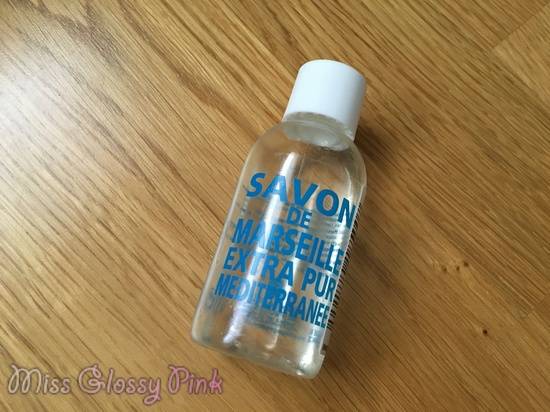 SAVON
DE
MARSEILLE
EXTRA PUR
MEDITERRANEE
Miss Glossy Pink